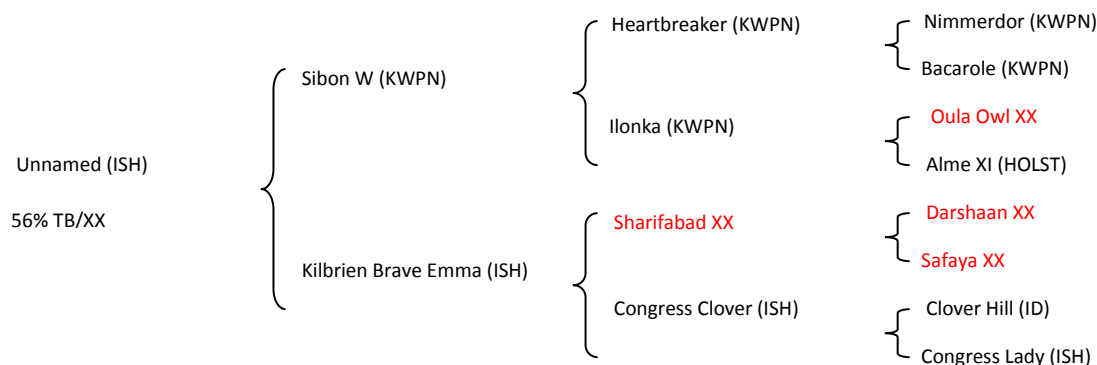 Unnamed (ISH)
56% TB/XX
Sibon W (KWPN)
Kilbrien Brave Emma (ISH)
Heartbreaker (KWPN)
Ilonka (KWPN)
Sharifabad XX
Congress Clover (ISH)
Nimmerdor (KWPN)
Bacarole (KWPN)
Oula Owl XX
Alme XI (HOLST)
Darshaan XX
Safaya XX
Clover Hill (ID)
Congress Lady (ISH)